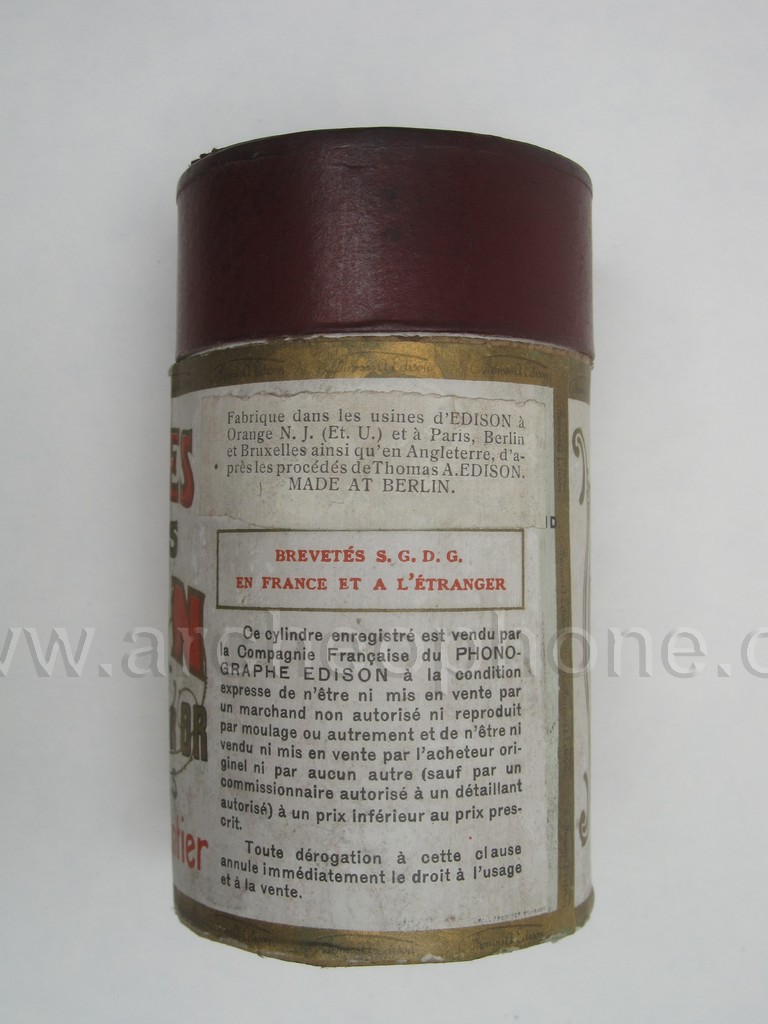 Fabrique dans les usines d'EDISON à
Orange N. J. (Et. U.) et à Paris, Berlin
et Bruxelles ainsi qu'en Angleterre, d'a-
près les procédés de Thomas A. EDISON.
MADE AT BERLIN.
BREVETÉS S. G. D. G.
EN FRANCE ET A L'ÉTRANGER
Ce cylindre enregistré est vendu par
la Compagnie Française du PHONO-
GRAPHE EDISON à la condition
expresse de n'être ni mis en vente par
un marchand non autorisé ni reproduit
par moulage ou autrement et de n'être ni
vendu ni mis en vente par l'acheteur ori-
ginel ni par aucun autre (sauf par un
commissionnaire autorisé à un détaillant
autorisé) à un prix inférieur au prix pres-
crit.
Toute dérogation à cette clause
annule immédiatement le droit à l'usage
et à la vente.
www.archeophone.c